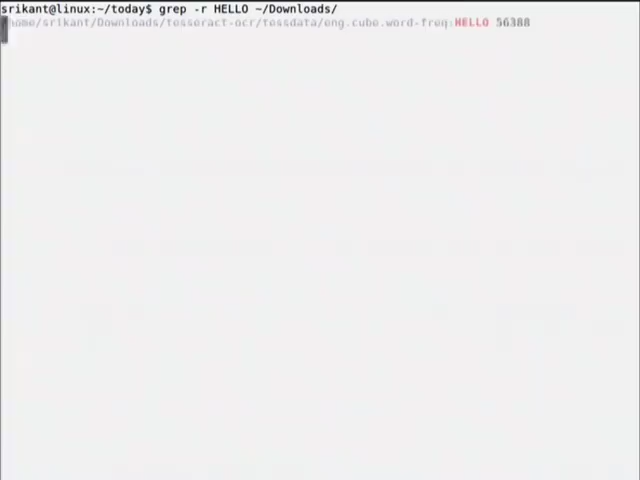 srikant@linux:~/today$ grep -r HELLO ~/Downloads/
/home/srikant/Downloads/tesseract-ocr/tessdata/eng.cube.word-freq:HELLO 56388